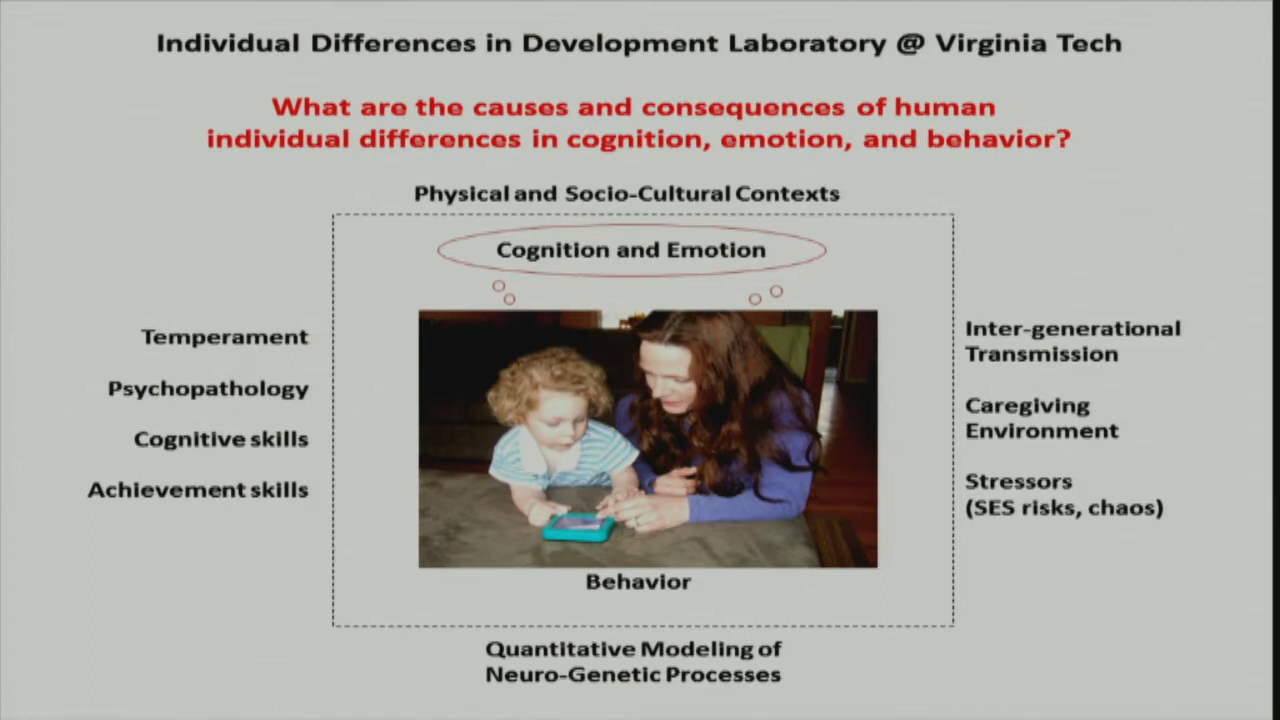 Individual Differences in Development Laboratory @ Virginia Tech
What are the causes and consequences of human
individual differences in cognition, emotion, and behavior?
Physical and Socio-Cultural Contexts
Cognition and Emotion
Temperament
Psychopathology
Cognitive skills
Achievement skills
Inter-generational
Transmission
Caregiving
Environment
Stressors
(SES risks, chaos)
Behavior
Quantitative Modeling of
Neuro-Genetic Processes